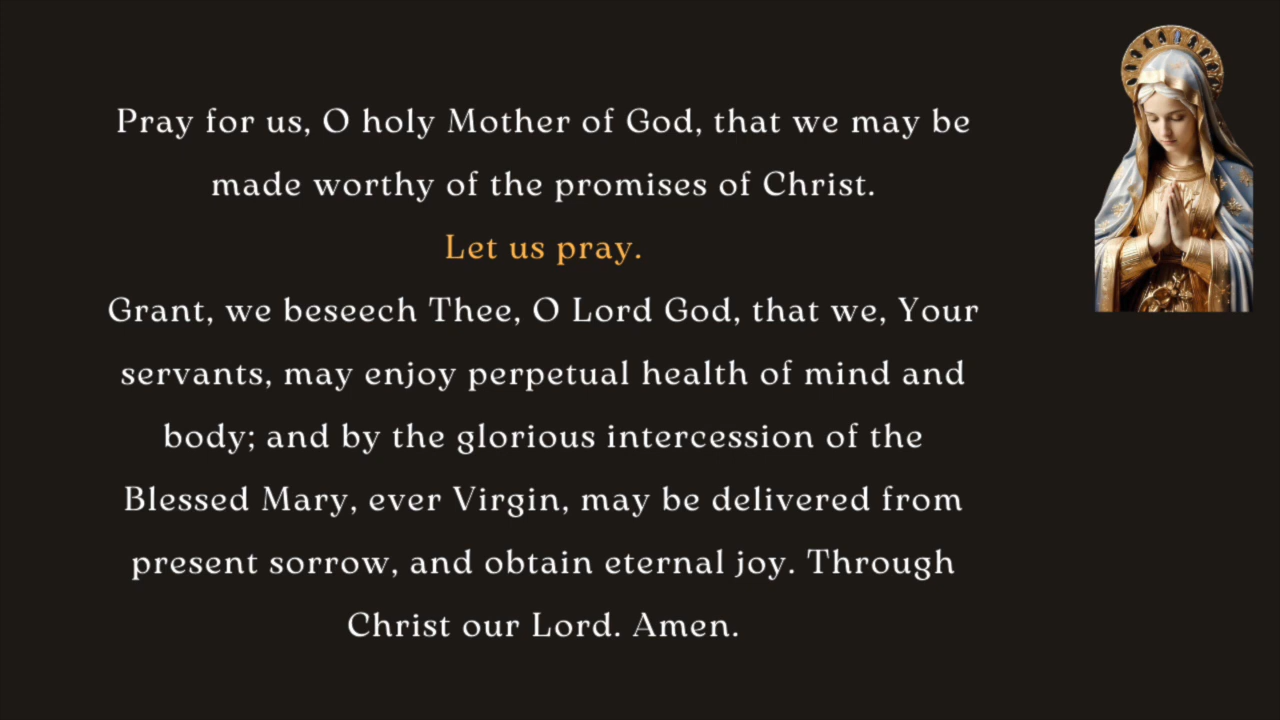 Pray for us, O holy Mother of God, that we may be
made worthy of the promises of Christ.
Let us pray.
Grant, we beseech Thee, O Lord God, that we, Your
servants, may enjoy perpetual health of mind and
body; and by the glorious intercession of the
Blessed Mary, ever Virgin, may be delivered from
present sorrow, and obtain eternal joy. Through
Christ our Lord. Amen.